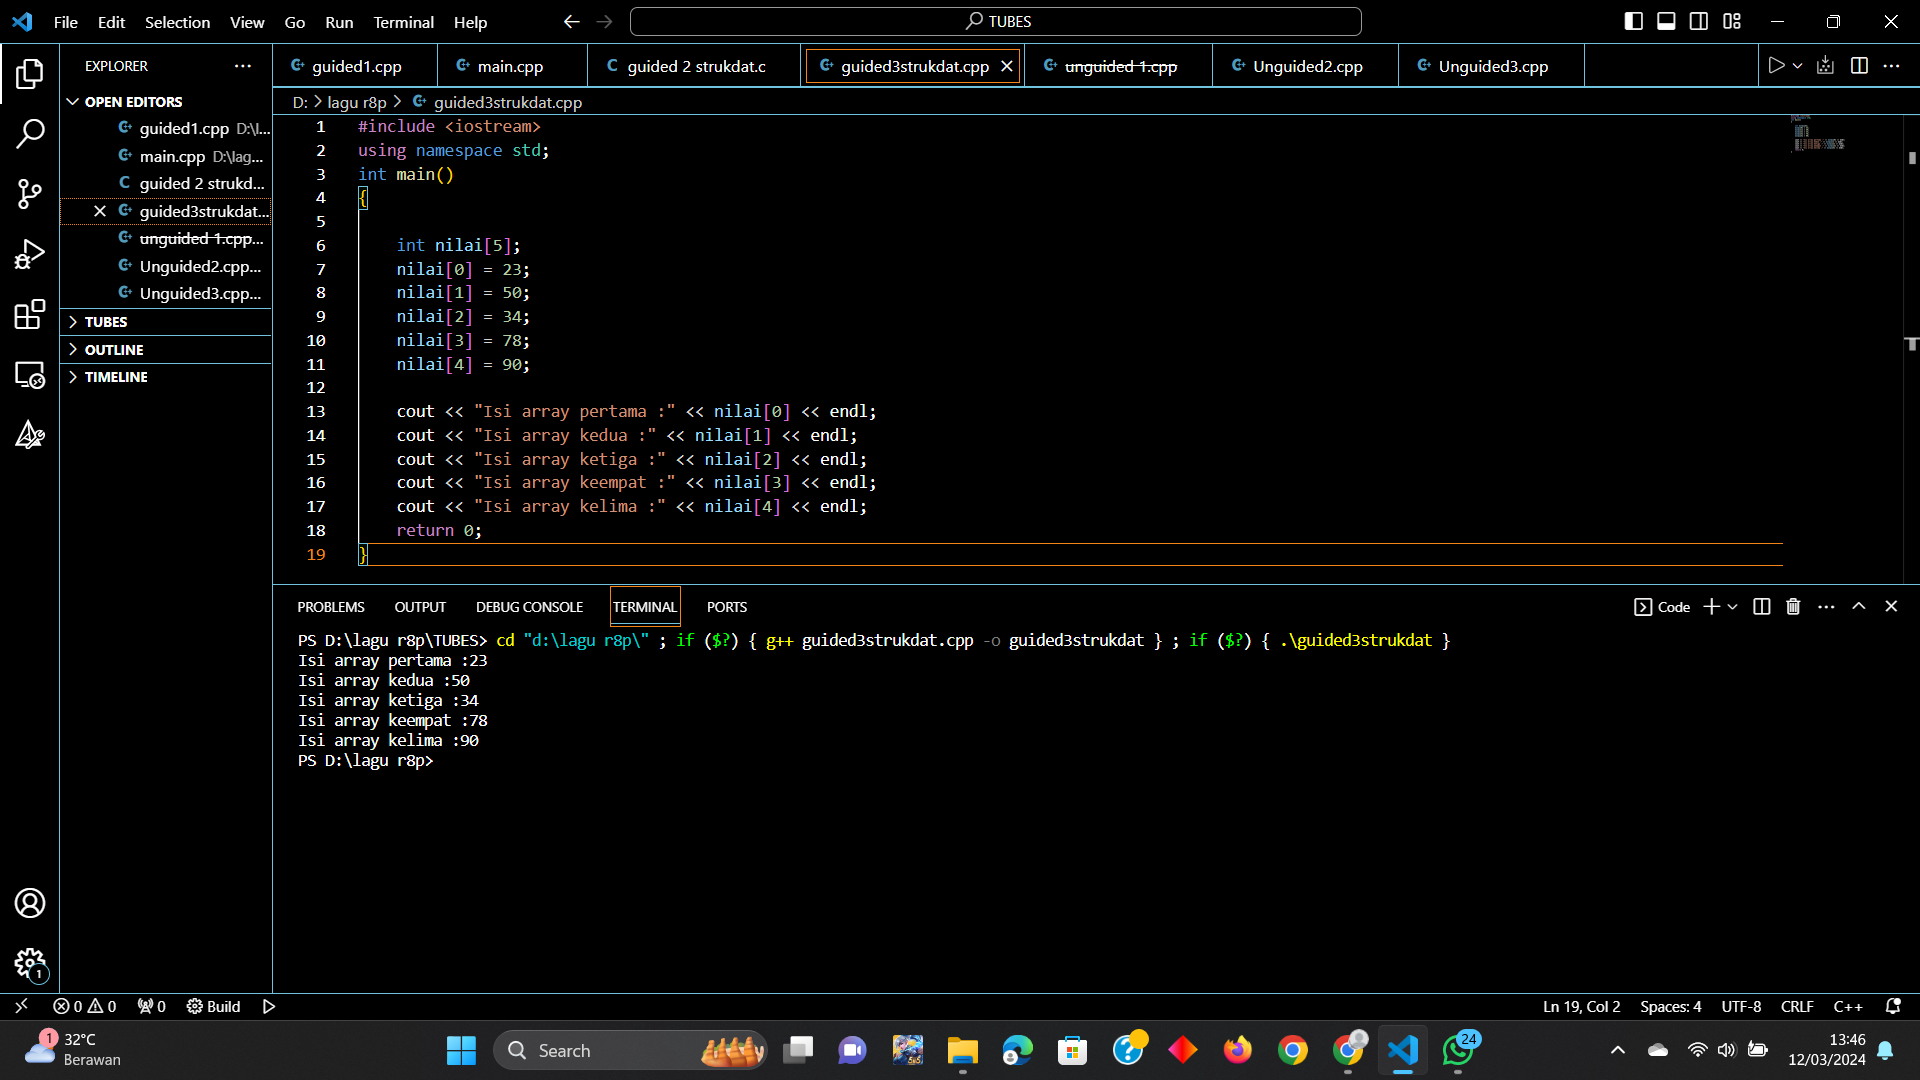 File Edit Selection View Go Run Terminal Help TUBES
EXPLORER
OPEN EDITORS
guided1.cpp D:\l...
main.cpp D:\lag...
guided 2 strukd...
guided3strukdat...
unguided 1.cpp...
Unguided2.cpp...
Unguided3.cpp...
TUBES
OUTLINE
TIMELINE
guided1.cpp main.cpp guided 2 strukdat.c guided3strukdat.cpp unguided 1.cpp Unguided2.cpp Unguided3.cpp
D: > lagu r8p > guided3strukdat.cpp
1 #include <iostream>
2 using namespace std;
3 int main()
4 {
5
6 int nilai[5];
7 nilai[0] = 23;
8 nilai[1] = 50;
9 nilai[2] = 34;
10 nilai[3] = 78;
11 nilai[4] = 90;
12
13 cout << "Isi array pertama :" << nilai[0] << endl;
14 cout << "Isi array kedua :" << nilai[1] << endl;
15 cout << "Isi array ketiga :" << nilai[2] << endl;
16 cout << "Isi array keempat :" << nilai[3] << endl;
17 cout << "Isi array kelima :" << nilai[4] << endl;
18 return 0;
19 }
PROBLEMS OUTPUT DEBUG CONSOLE TERMINAL PORTS Code
PS D:\lagu r8p\TUBES> cd "d:\lagu r8p\" ; if ($?) { g++ guided3strukdat.cpp -o guided3strukdat } ; if ($?) { .\guided3strukdat }
Isi array pertama :23
Isi array kedua :50
Isi array ketiga :34
Isi array keempat :78
Isi array kelima :90
PS D:\lagu r8p>
1
0 0 0 Build Ln 19, Col 2 Spaces: 4 UTF-8 CRLF C++
1 32°C
Berawan
Search
24
13:46
12/03/2024